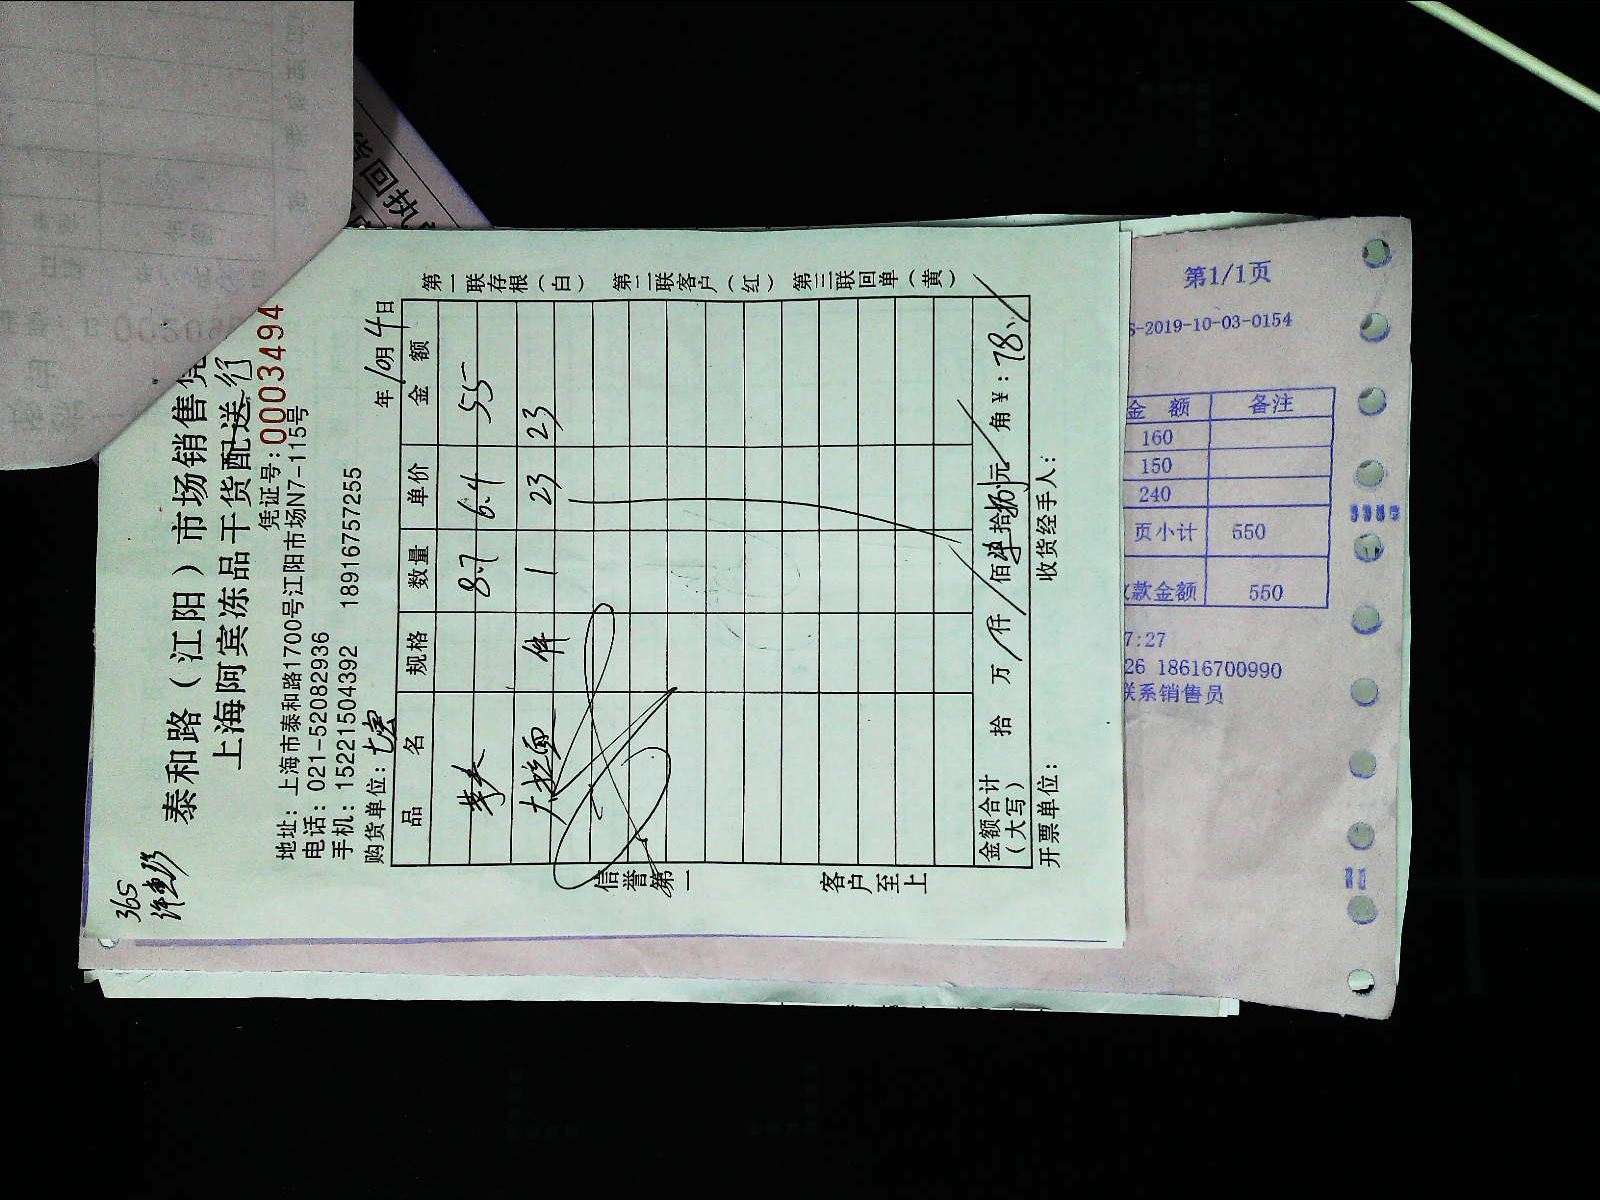 365
泰和路（江阳）市场销售凭
上海阿宾冻品干货配送行
凭证号:0003494
地址：上海市泰和路1700号江阳市场N7-115号
电话：021-52082936
手机：15221504392 18916757255
购货单位：
年10月4日
品名 规格 数量 单价 金额
8.7 6.4 55
大拉面 件 1 23 23
金额合计（大写） 拾 万 仟 佰 拾 元 角 ¥：78
开票单位： 收货经手人：
第一联存根（白） 第二联客户（红） 第三联回单（黄）
信誉第一 客户至上
第1/1页
S-2019-10-03-0154
金 额 备注
160
150
240
页小计 550
款金额 550
7:27
26 18616700990
联系销售员
回执